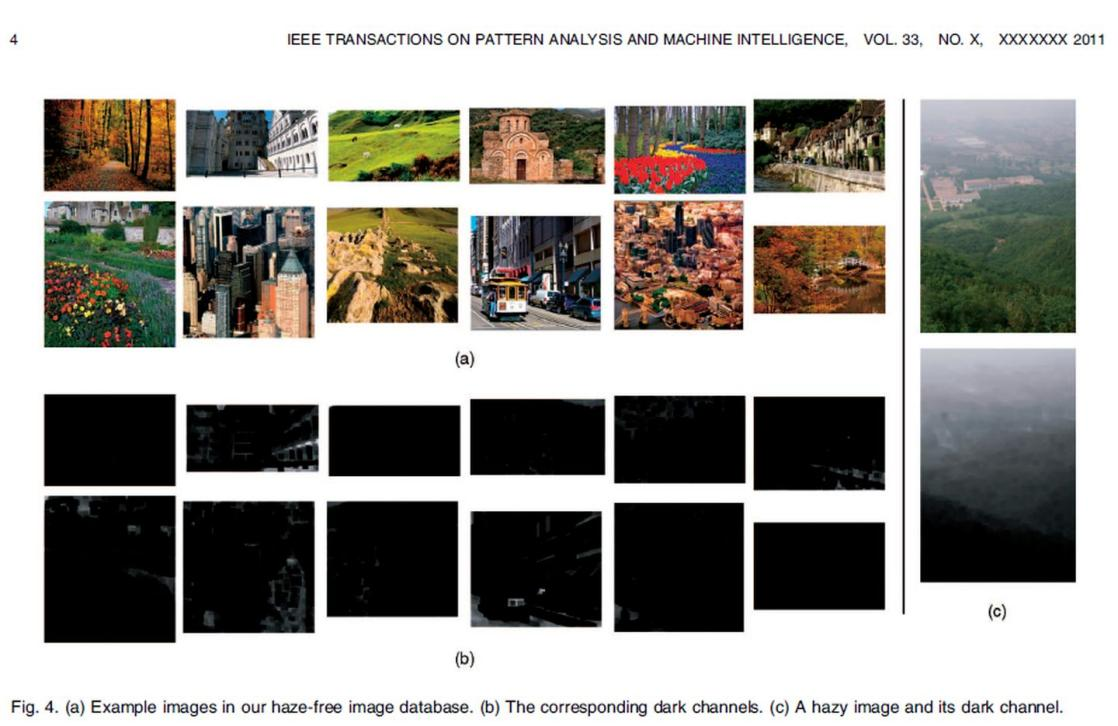 4
IEEE TRANSACTIONS ON PATTERN ANALYSIS AND MACHINE INTELLIGENCE, VOL. 33, NO. X, XXXXXXX 2011
(a)
(b)
(c)
Fig. 4. (a) Example images in our haze-free image database. (b) The corresponding dark channels. (c) A hazy image and its dark channel.